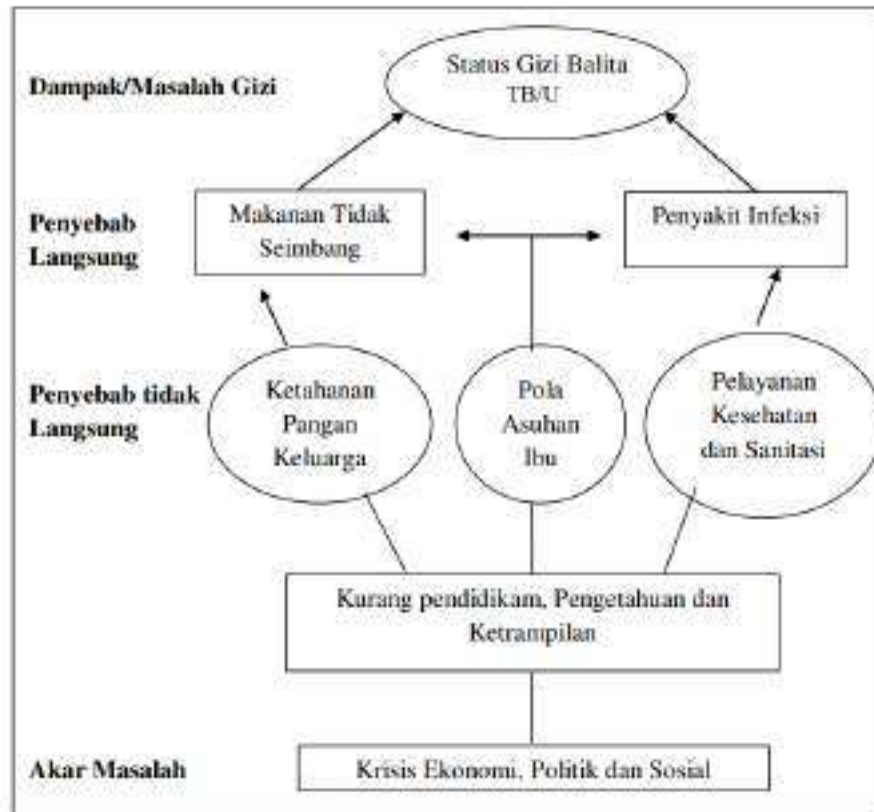 Status Gizi Balita
TB/U
Dampak/Masalah Gizi
Makanan Tidak
Seimbang
Penyakit Infeksi
Penyebab
Langsung
Ketahanan
Pangan
Keluarga
Pola
Asuhan
Ibu
Pelayanan
Kesehatan
dan Sanitasi
Penyebab tidak
Langsung
Kurang pendidikam, Pengetahuan dan
Ketrampilan
Akar Masalah
Krisis Ekonomi, Politik dan Sosial